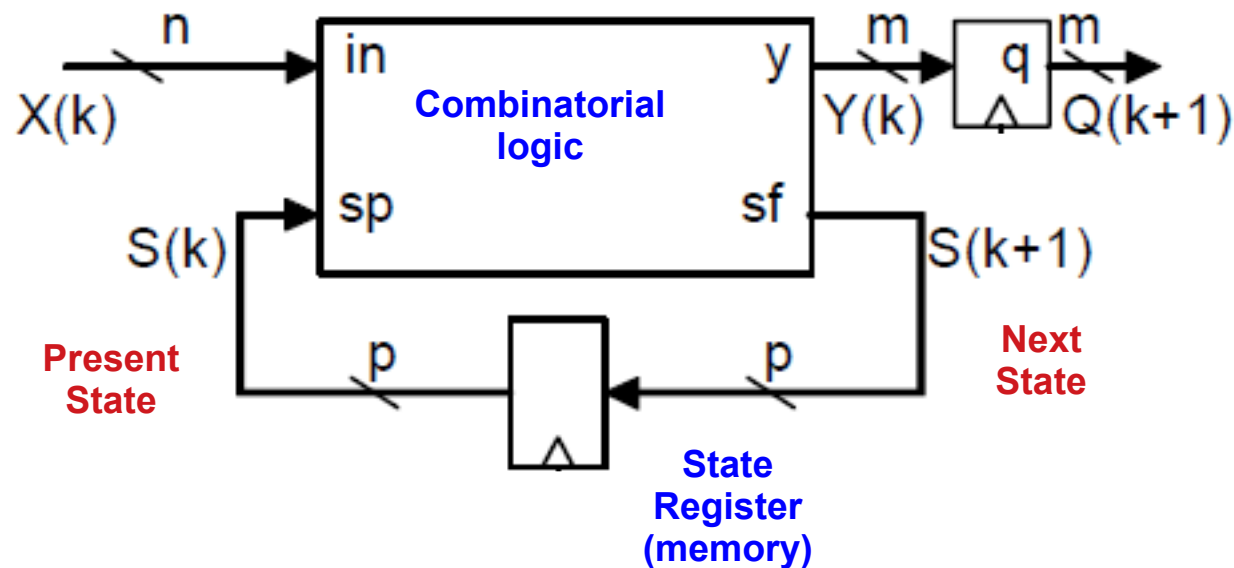 n
m
m
in
y
q
X(k)
Combinatorial
logic
Y(k)
Q(k+1)
sp
sf
S(k)
S(k+1)
Present
State
p
p
Next
State
State
Register
(memory)